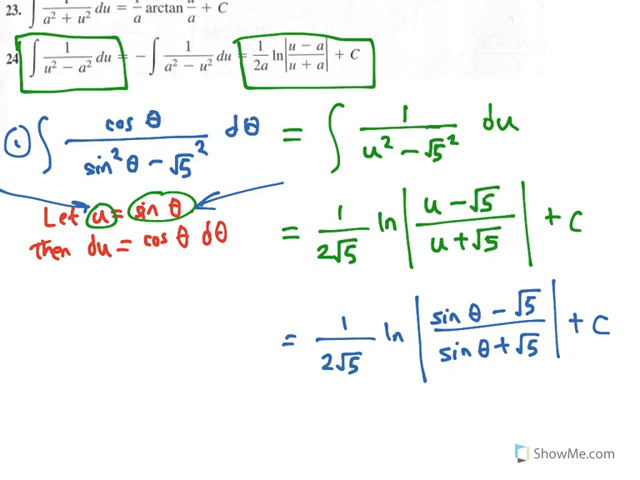 23. ∫ 1/(a² + u²) du = 1/a arctan u/a + C
24. ∫ 1/(u² − a²) du = −∫ 1/(a² − u²) du = 1/(2a) ln|(u − a)/(u + a)| + C
① ∫ cos θ/(sin² θ − √5²) dθ = ∫ 1/(u² − √5²) du
Let u = sin θ
then du = cos θ dθ
= 1/(2√5) ln |(u − √5)/(u + √5)| + C
= 1/(2√5) ln |(sin θ − √5)/(sin θ + √5)| + C
ShowMe.com